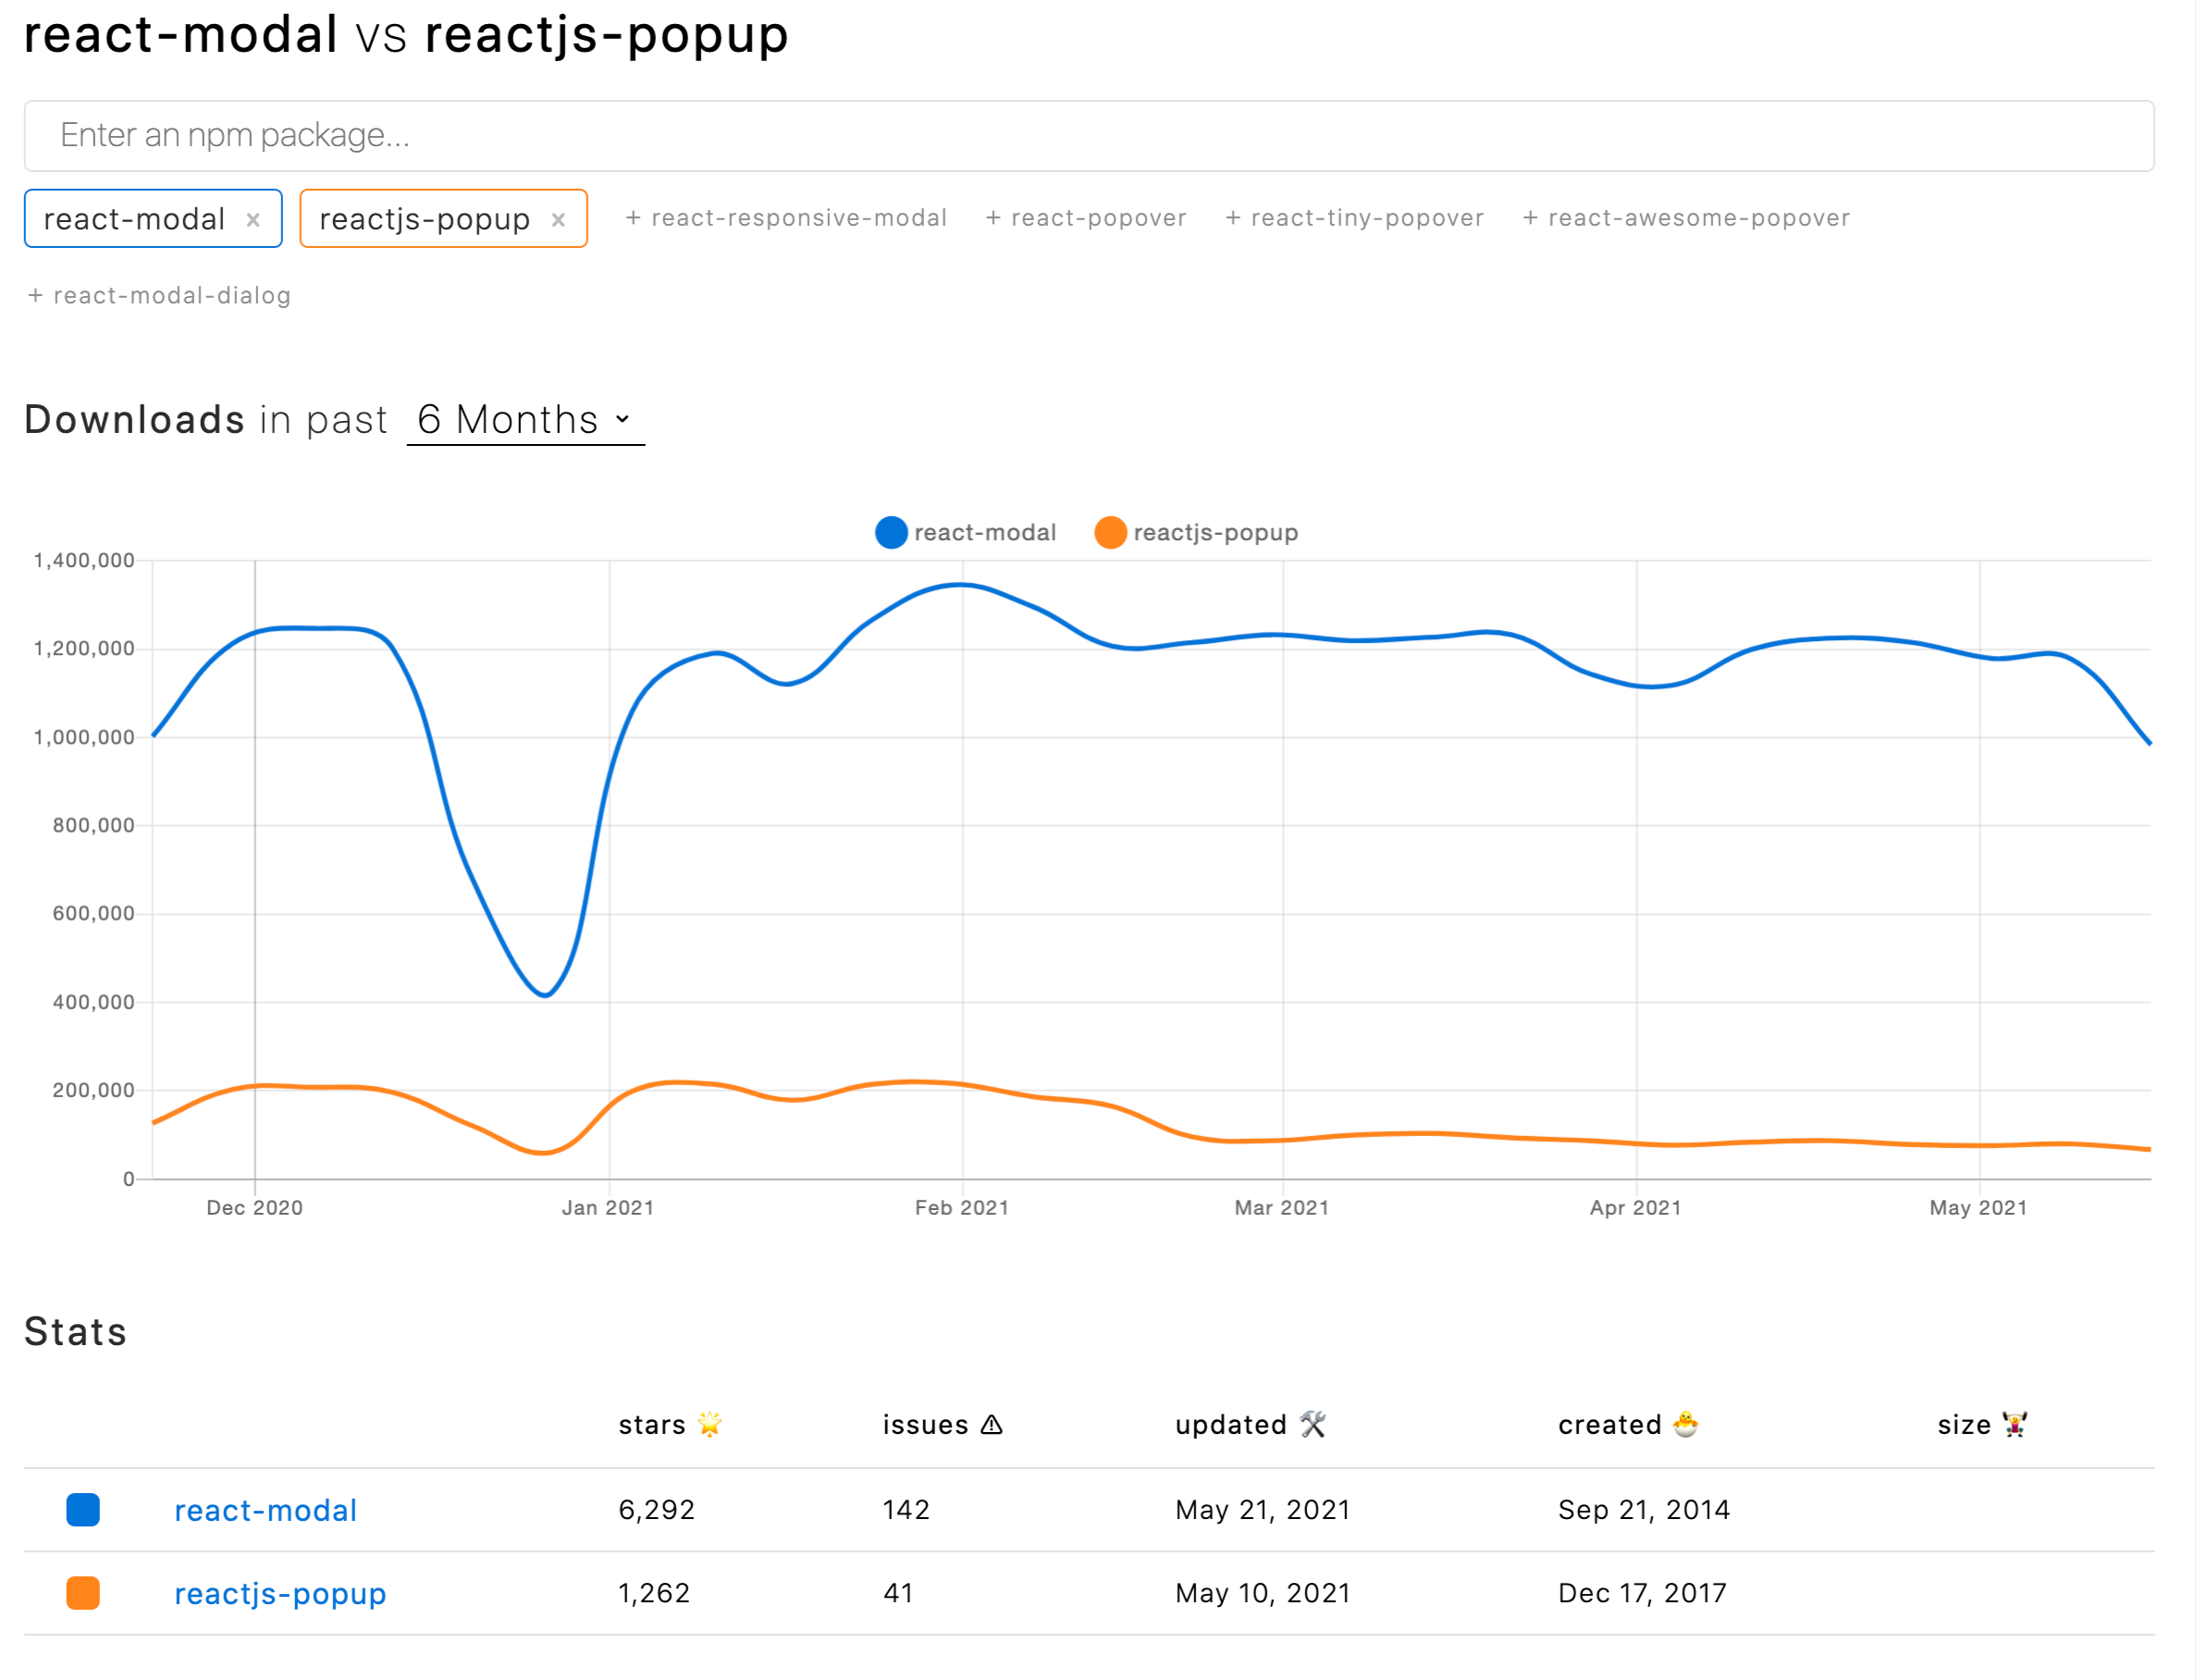 react-modal vs reactjs-popup
Enter an npm package...
react-modal × reactjs-popup × + react-responsive-modal + react-popover + react-tiny-popover + react-awesome-popover
+ react-modal-dialog
Downloads in past 6 Months
react-modal reactjs-popup
1,400,000
1,200,000
1,000,000
800,000
600,000
400,000
200,000
0
Dec 2020 Jan 2021 Feb 2021 Mar 2021 Apr 2021 May 2021
Stats
stars 🌟 issues ⚠ updated 🛠 created 🐣 size 🏋️‍♀️
react-modal 6,292 142 May 21, 2021 Sep 21, 2014
reactjs-popup 1,262 41 May 10, 2021 Dec 17, 2017